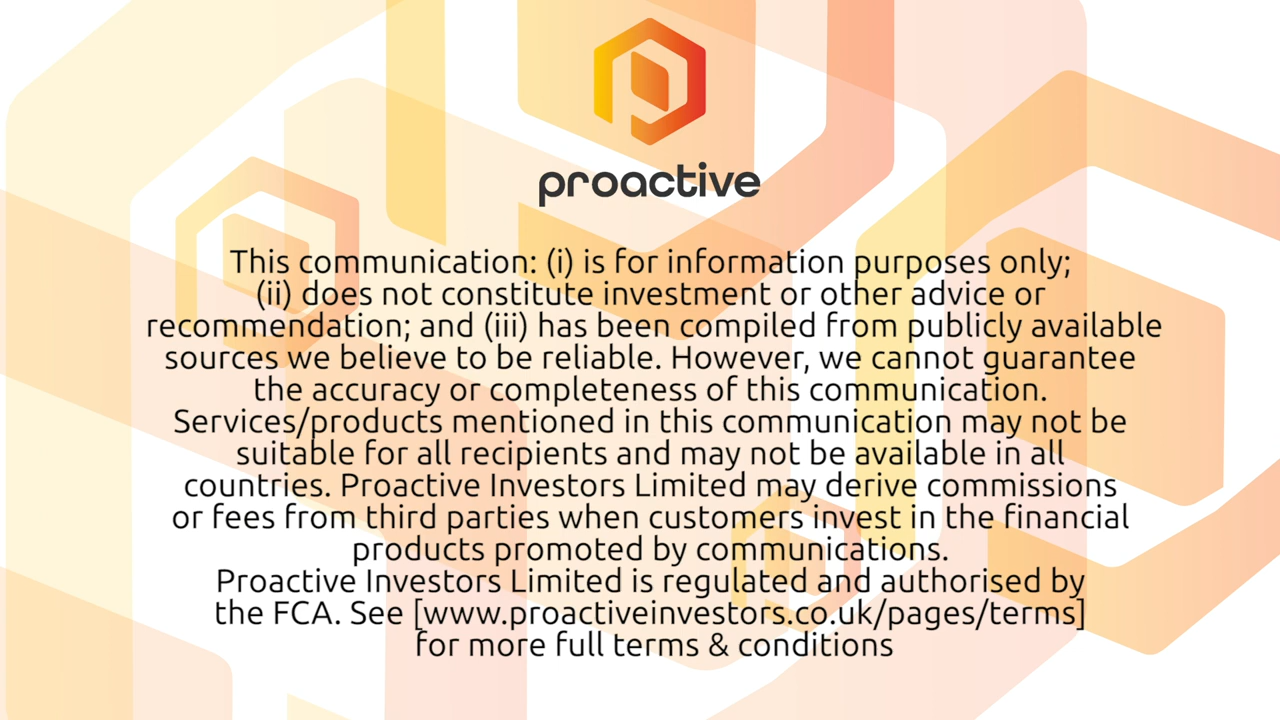 proactive
This communication: (i) is for information purposes only;
(ii) does not constitute investment or other advice or
recommendation; and (iii) has been compiled from publicly available
sources we believe to be reliable. However, we cannot guarantee
the accuracy or completeness of this communication.
Services/products mentioned in this communication may not be
suitable for all recipients and may not be available in all
countries. Proactive Investors Limited may derive commissions
or fees from third parties when customers invest in the financial
products promoted by communications.
Proactive Investors Limited is regulated and authorised by
the FCA. See [www.proactiveinvestors.co.uk/pages/terms]
for more full terms & conditions